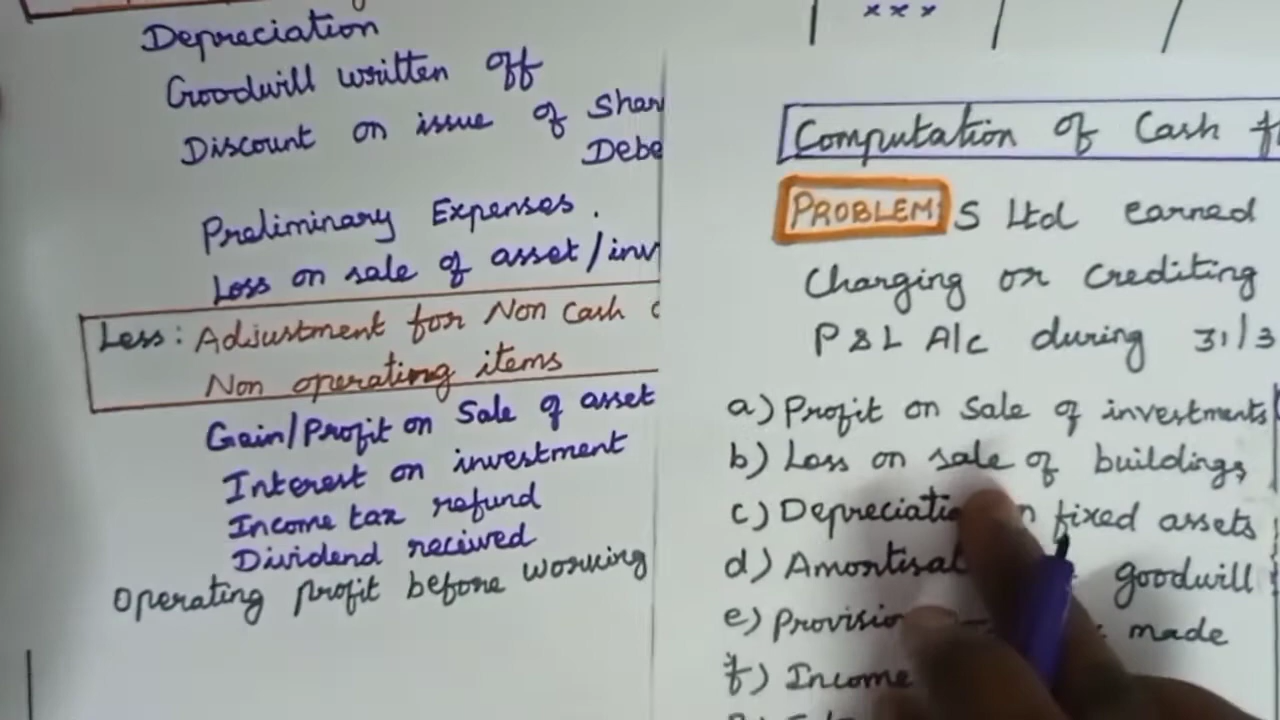 Depreciation
Goodwill written off
Discount on issue of Shar
Debe
Preliminary Expenses.
Loss on sale of asset/inv
Less: Adjustment for Non Cash
Non operating items
Gain/Profit on Sale of asset
Interest on investment
Income tax refund
Dividend recived
Operating profit before working
x x x
Computation of Cash f
PROBLEM: S Ltd earned
Charging or Crediting
P & L A/c during 31/3
a) Profit on Sale of investments
b) Loss on sale of buildings
c) Depreciatio n fixed assets
d) Amortisat goodwill
e) Provisio made
f) Income